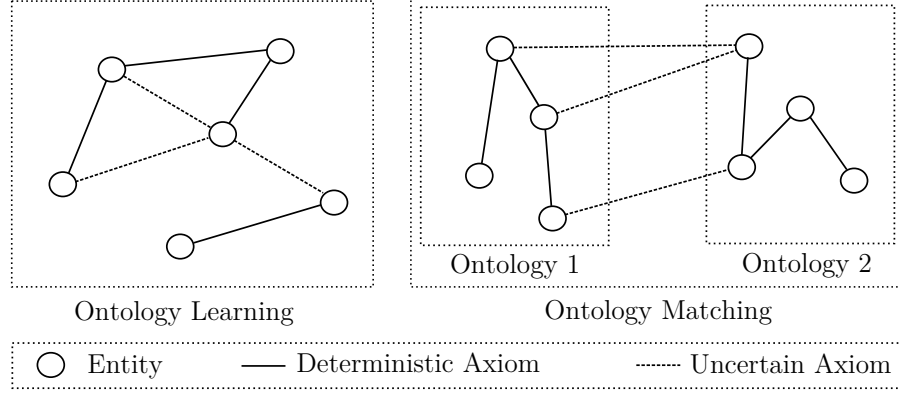 Ontology 1
Ontology 2
Ontology Learning
Ontology Matching
Entity
Deterministic Axiom
Uncertain Axiom